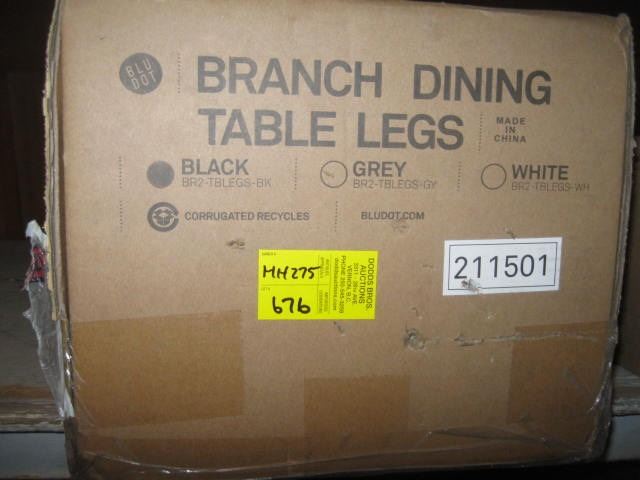 BLU
DOT
BRANCH DINING
TABLE LEGS
MADE
IN
CHINA
BLACK
BR2-TBLEGS-BK
GREY
BR2-TBLEGS-GY
WHITE
BR2-TBLEGS-WH
CORRUGATED RECYCLES
BLUDOT.COM
MH275
676
DODDS BROS.
AUCTIONS
VERNON, B.C.
211501